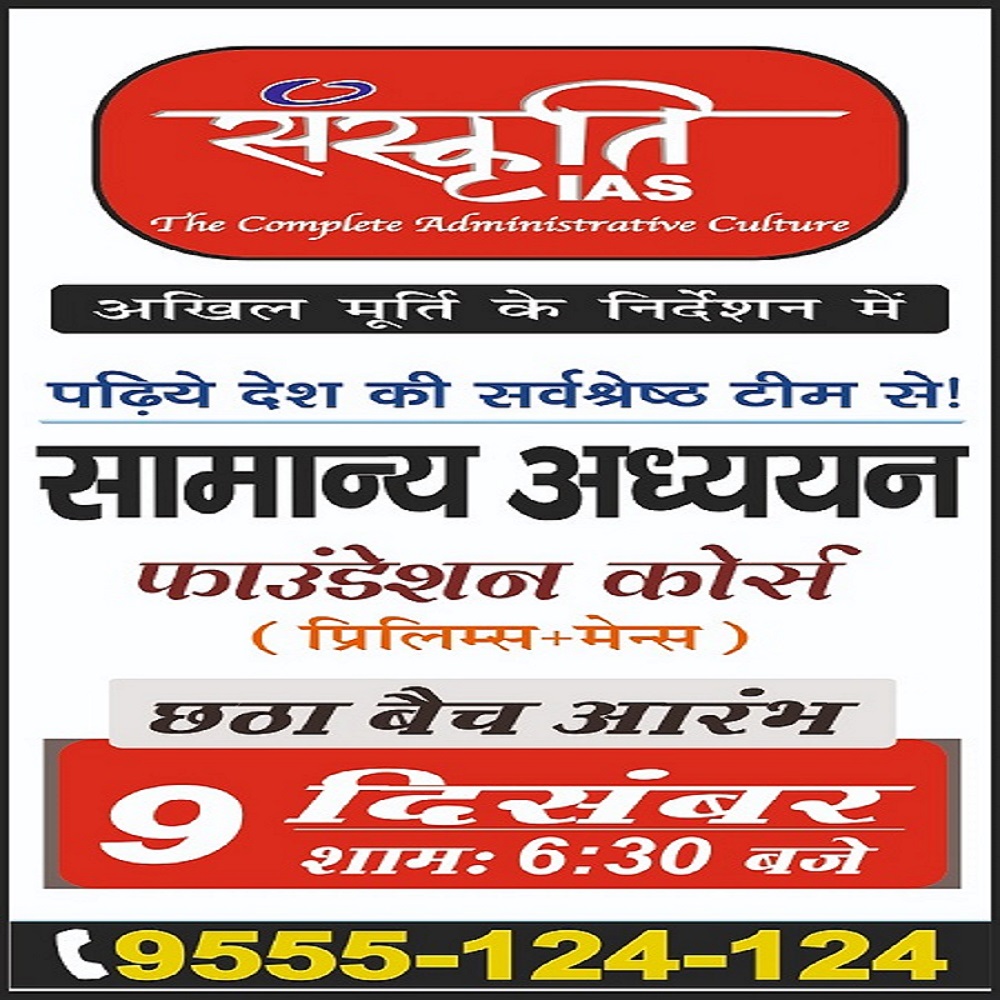 संस्कृति
IAS
The Complete Administrative Culture
अखिल मूर्ति के निर्देशन में
पढ़िये देश की सर्वश्रेष्ठ टीम से!
सामान्य अध्ययन
फाउंडेशन कोर्स
( प्रिलिम्स+मेन्स )
छठा बैच आरंभ
9 दिसंबर
शाम: 6:30 बजे
9555-124-124